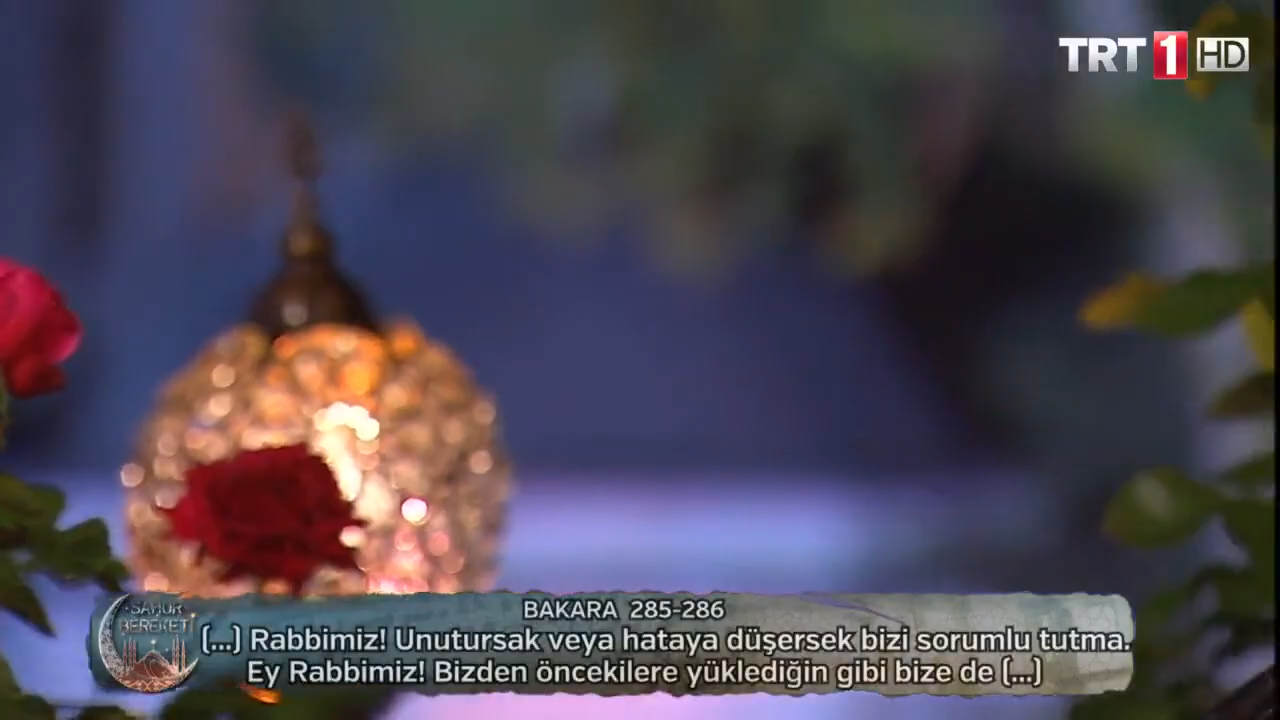 TRT 1 HD
BAKARA 285-286
SAHUR
BEREKETİ
(...) Rabbimiz! Unutursak veya hataya düşersek bizi sorumlu tutma.
Ey Rabbimiz! Bizden öncekilere yüklediğin gibi bize de (...)